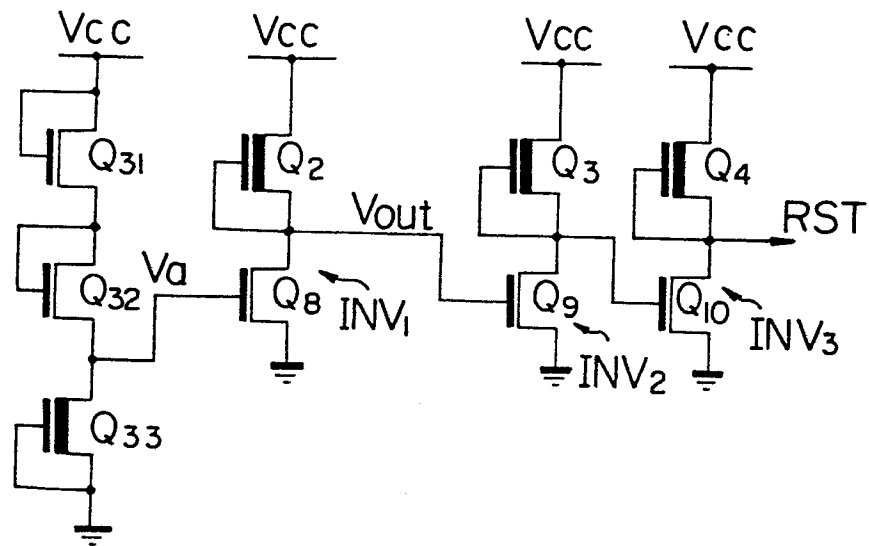 Vcc Vcc Vcc Vcc
Q31 Q2 Q3 Q4
Vout RST
Va
Q32 Q8 Q9 Q10
INV1 INV2 INV3
Q33